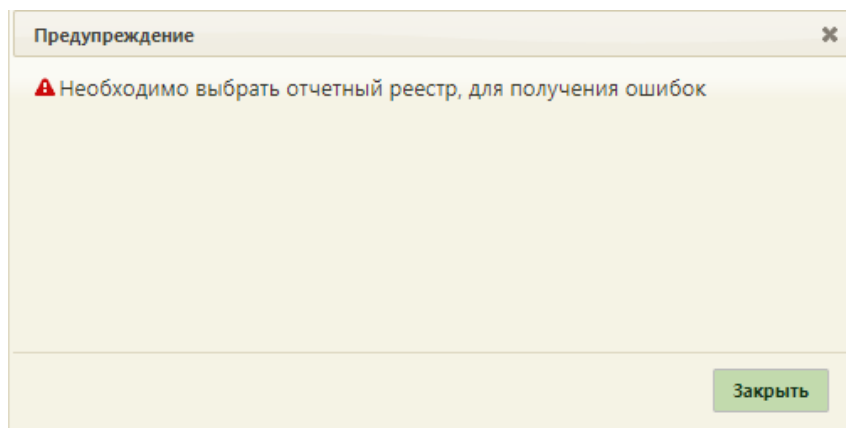 Предупреждение
Необходимо выбрать отчетный реестр, для получения ошибок
Закрыть